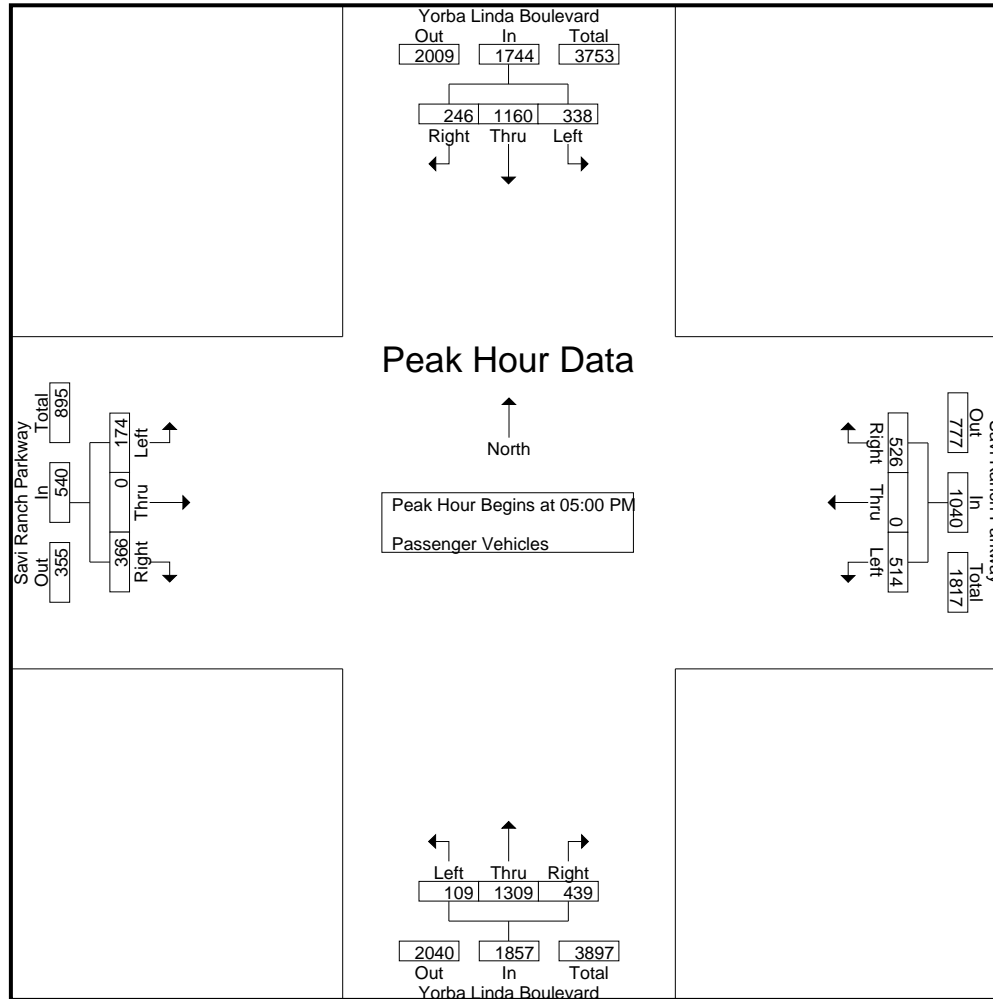 Yorba Linda Boulevard
Out In Total
2009 1744 3753
246 1160 338
Right Thru Left
Peak Hour Data
North
Peak Hour Begins at 05:00 PM
Passenger Vehicles
Savi Ranch Parkway
Total In Out
895 540 355
174 0 366
Left Thru Right
Out In Total
777 1040 1817
526 0 514
Right Thru Left
Left Thru Right
109 1309 439
2040 1857 3897
Out In Total
Yorba Linda Boulevard